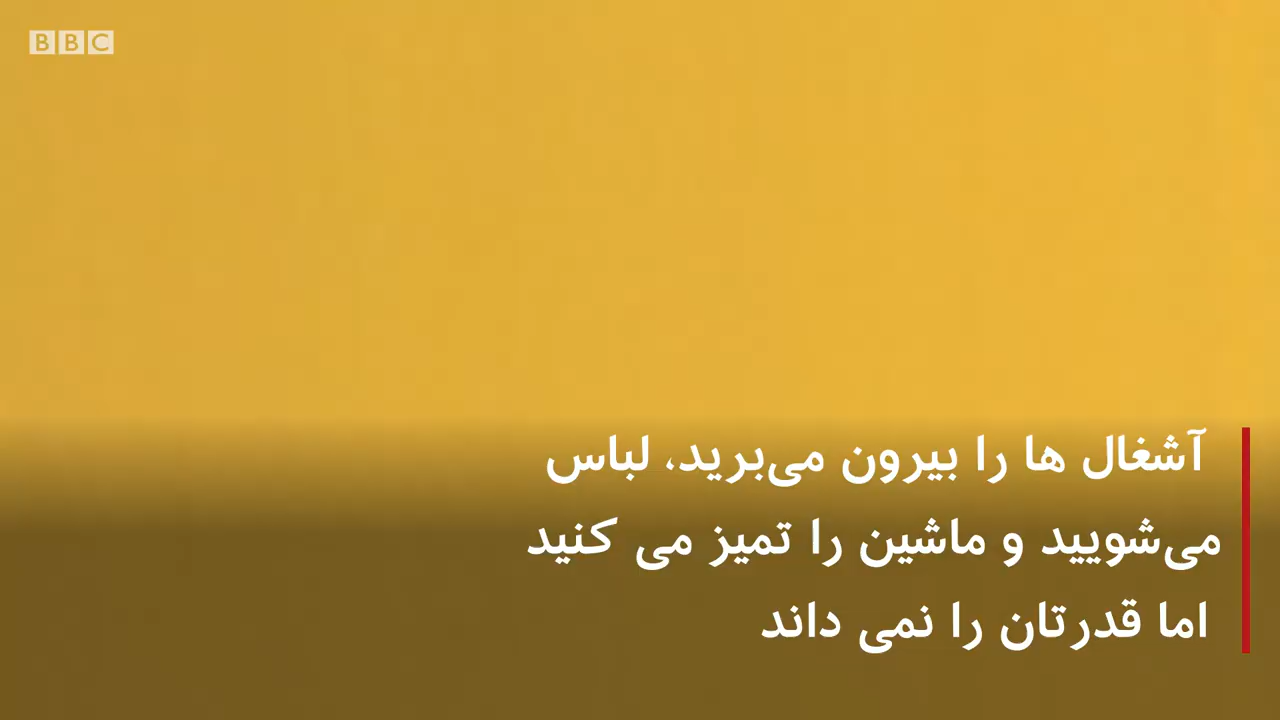 BBC
آشغال ها را بیرون می‌برید، لباس
می‌شویید و ماشین را تمیز می کنید
اما قدرتان را نمی داند